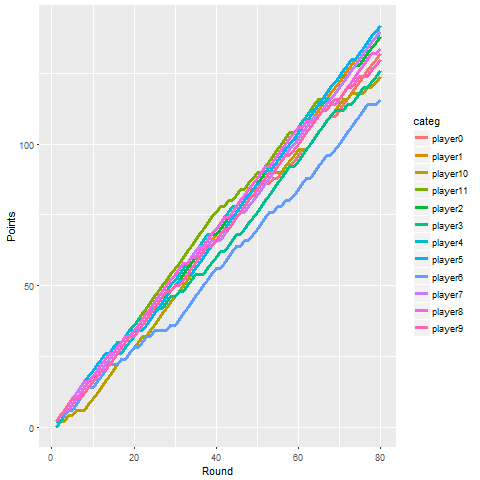 100
50
0
Points
0
20
40
60
80
Round
categ
player0
player1
player10
player11
player2
player3
player4
player5
player6
player7
player8
player9